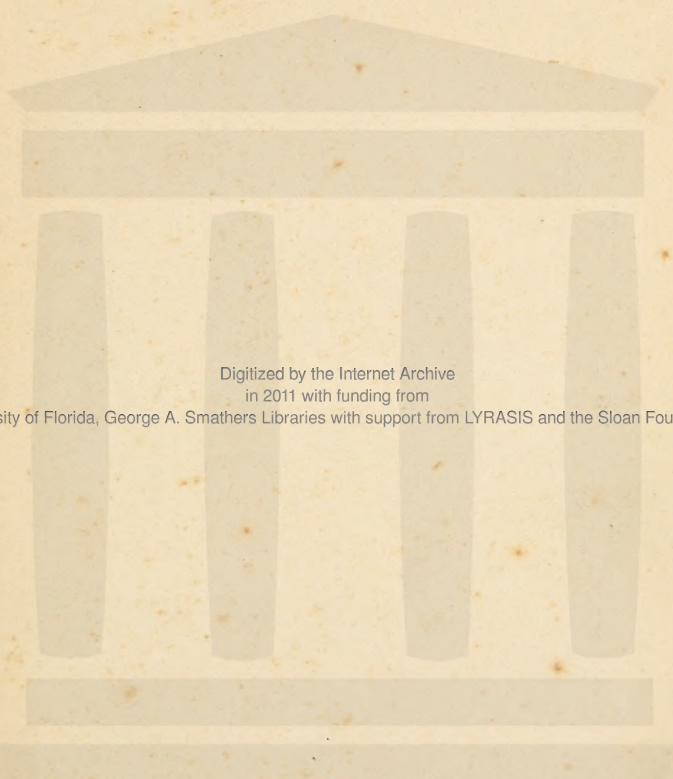 Digitized by the Internet Archive
in 2011 with funding from
sity of Florida, George A. Smathers Libraries with support from LYRASIS and the Sloan Fou